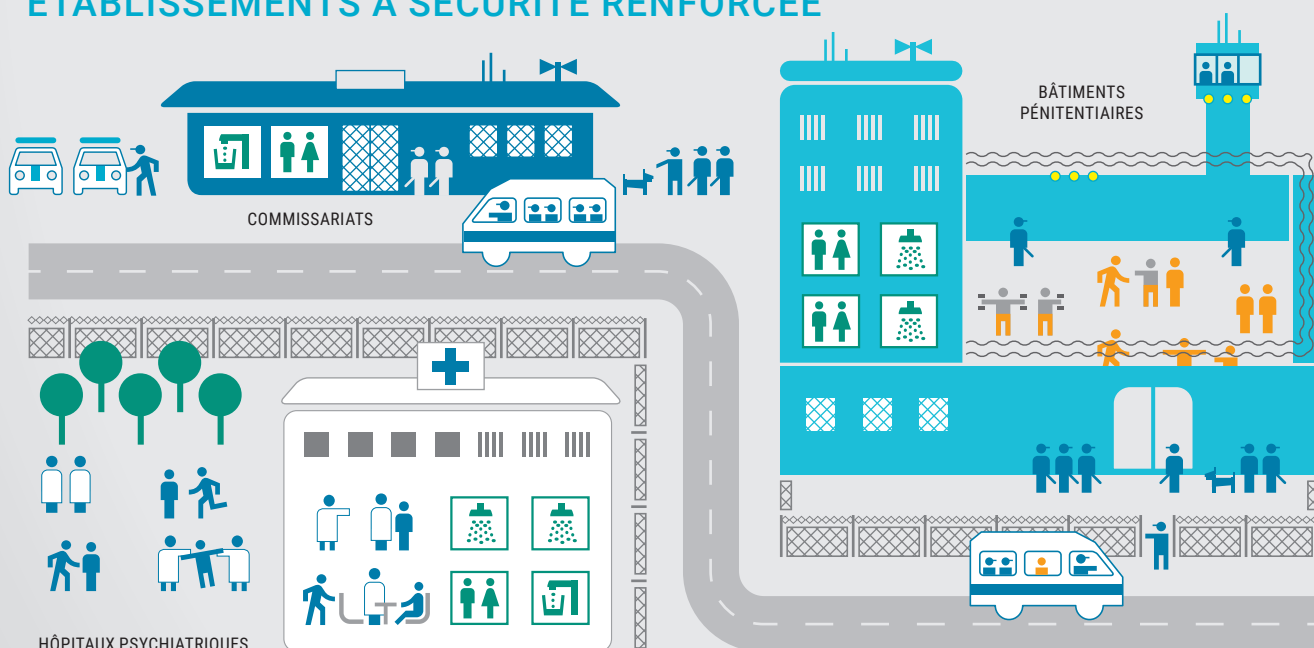 ÉTABLISSEMENTS À SÉCURITÉ RENFORCÉE
BÂTIMENTS
PÉNITENTIAIRES
COMMISSARIATS
HÔPITAUX PSYCHIATRIQUES